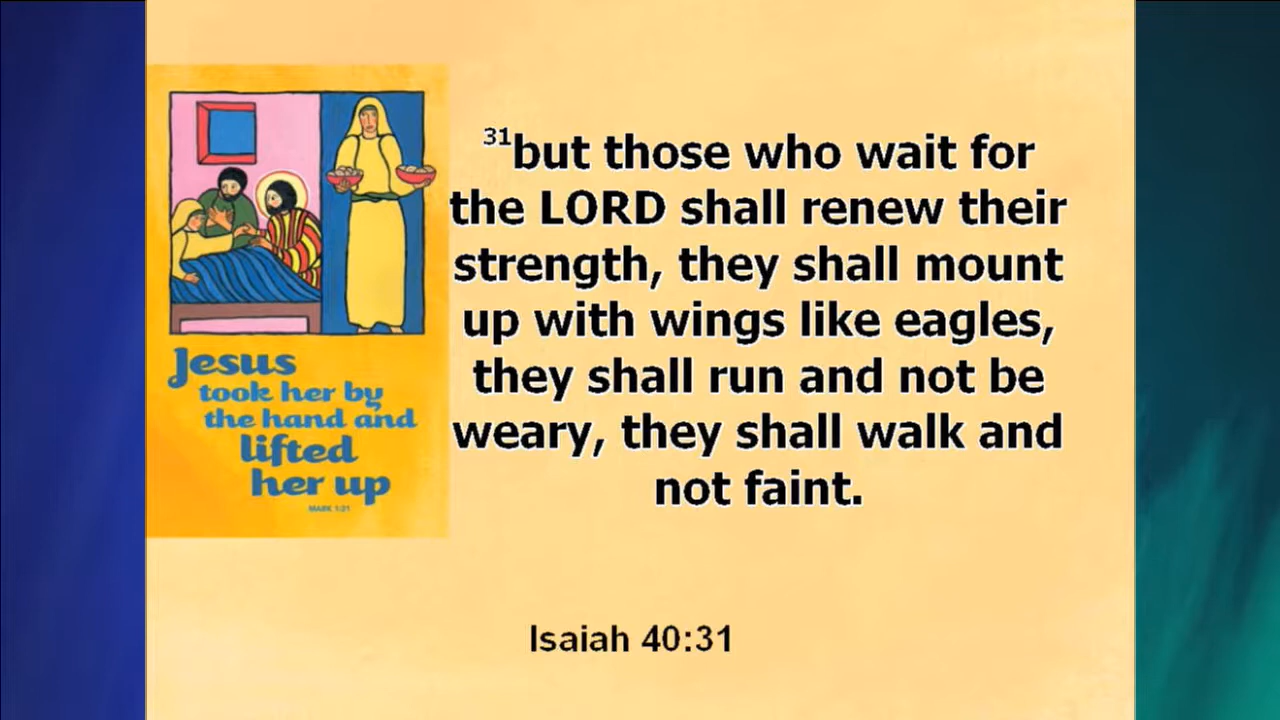 Jesus
took her by
the hand and
lifted
her up
MARK 1:31
31but those who wait for
the LORD shall renew their
strength, they shall mount
up with wings like eagles,
they shall run and not be
weary, they shall walk and
not faint.
Isaiah 40:31